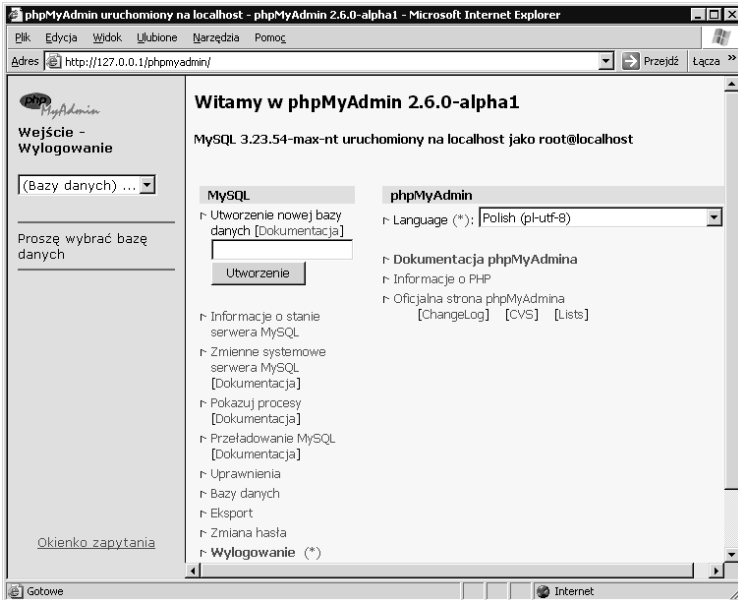 phpMyAdmin uruchomiony na localhost - phpMyAdmin 2.6.0-alpha1 - Microsoft Internet Explorer
Plik Edycja Widok Ulubione Narzędzia Pomoc
Adres http://127.0.0.1/phpmyadmin/ Przejdź Łącza »
php
MyAdmin
Wejście -
Wylogowanie
(Bazy danych) ...
Proszę wybrać bazę
danych
Okienko zapytania
Witamy w phpMyAdmin 2.6.0-alpha1
MySQL 3.23.54-max-nt uruchomiony na localhost jako root@localhost
MySQL
Utworzenie nowej bazy
danych [Dokumentacja]
Utworzenie
Informacje o stanie
serwera MySQL
Zmienne systemowe
serwera MySQL
[Dokumentacja]
Pokazuj procesy
[Dokumentacja]
Przeładowanie MySQL
[Dokumentacja]
Uprawnienia
Bazy danych
Eksport
Zmiana hasła
Wylogowanie (*)
phpMyAdmin
Language (*): Polish (pl-utf-8)
Dokumentacja phpMyAdmina
Informacje o PHP
Oficjalna strona phpMyAdmina
[ChangeLog] [CVS] [Lists]
Gotowe Internet